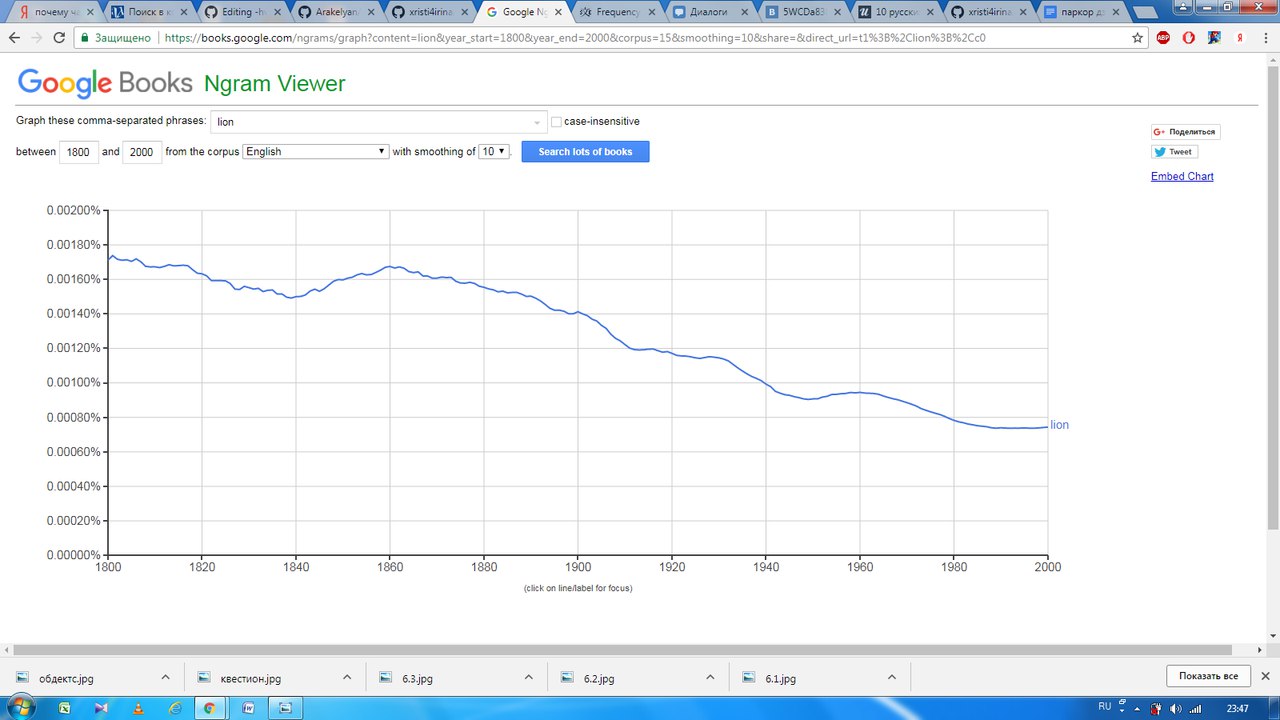 почему ча
Поиск в к
Editing -hy
Arakelyan
xristi4irina
Google Ng
Frequency
Диалоги
5WCDa83
10 русски
xristi4irina
паркор д
Защищено
https://books.google.com/ngrams/graph?content=lion&year_start=1800&year_end=2000&corpus=15&smoothing=10&share=&direct_url=t1%3B%2Clion%3B%2Cc0
Google Books Ngram Viewer
Graph these comma-separated phrases: lion case-insensitive
between 1800 and 2000 from the corpus English with smoothing of 10 . Search lots of books
G+ Поделиться
Tweet
Embed Chart
0.00200%
0.00180%
0.00160%
0.00140%
0.00120%
0.00100%
0.00080%
0.00060%
0.00040%
0.00020%
0.00000%
lion
1800 1820 1840 1860 1880 1900 1920 1940 1960 1980 2000
(click on line/label for focus)
обдектс.jpg
квестион.jpg
6.3.jpg
6.2.jpg
6.1.jpg
Показать все
RU
23:47